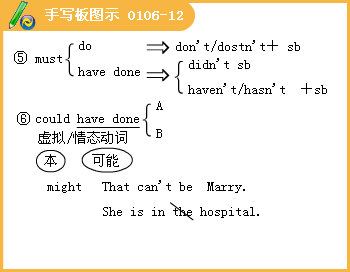 手写板图示 0106-12
⑤ must { do ⇒ don't/dostn't+ sb
have done ⇒ { didn't sb
haven't/hasn't +sb
⑥ could have done { A
B
虚拟/情态动词
本 可能
might That can't be Marry.
She is in the hospital.